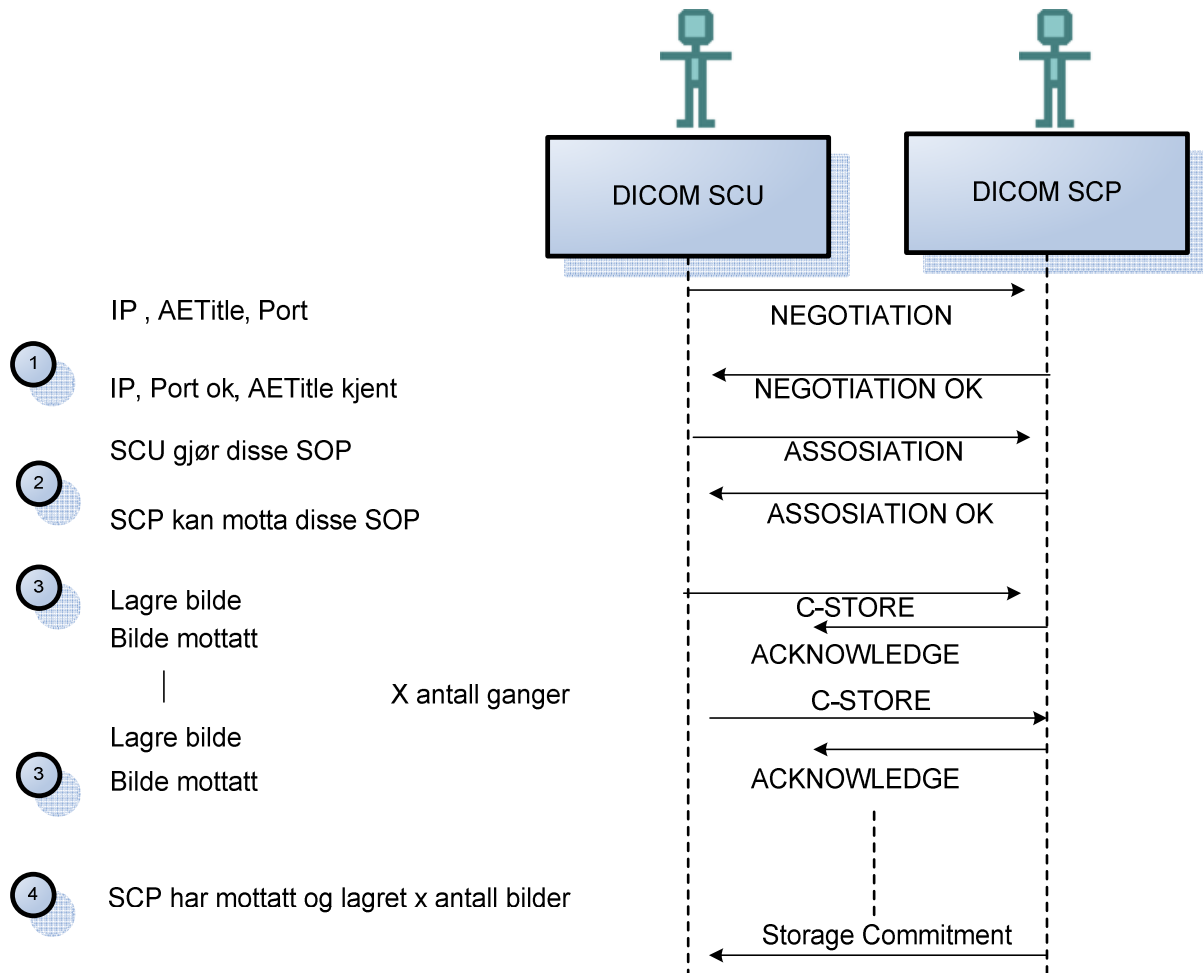 DICOM SCU
DICOM SCP
IP , AETitle, Port
NEGOTIATION
1
IP, Port ok, AETitle kjent
NEGOTIATION OK
SCU gjør disse SOP
ASSOSIATION
2
SCP kan motta disse SOP
ASSOSIATION OK
3
Lagre bilde
C-STORE
Bilde mottatt
ACKNOWLEDGE
X antall ganger
C-STORE
Lagre bilde
3
Bilde mottatt
ACKNOWLEDGE
4
SCP har mottatt og lagret x antall bilder
Storage Commitment